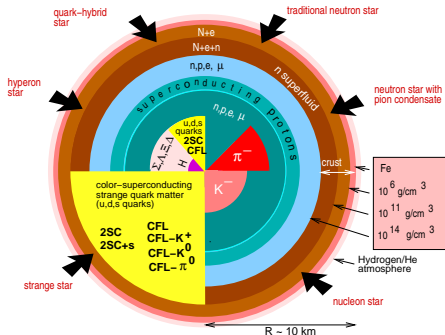 quark-hybrid
star
traditional neutron star
hyperon
star
neutron star with
pion condensate
strange star
nucleon star
N+e
N+e+n
n,p,e, μ
n superfluid
superconducting protons
n,p,e, μ
u,d,s
quarks
2SC
CFL
Σ,Λ,Ξ,Δ
H
π⁻
K⁻
crust
color-superconducting
strange quark matter
(u,d,s quarks)
2SC
2SC+s
CFL
CFL-K⁺
CFL-K⁰
CFL-π⁰
Fe
10⁶ g/cm³
10¹¹ g/cm³
10¹⁴ g/cm³
Hydrogen/He
atmosphere
R ~ 10 km